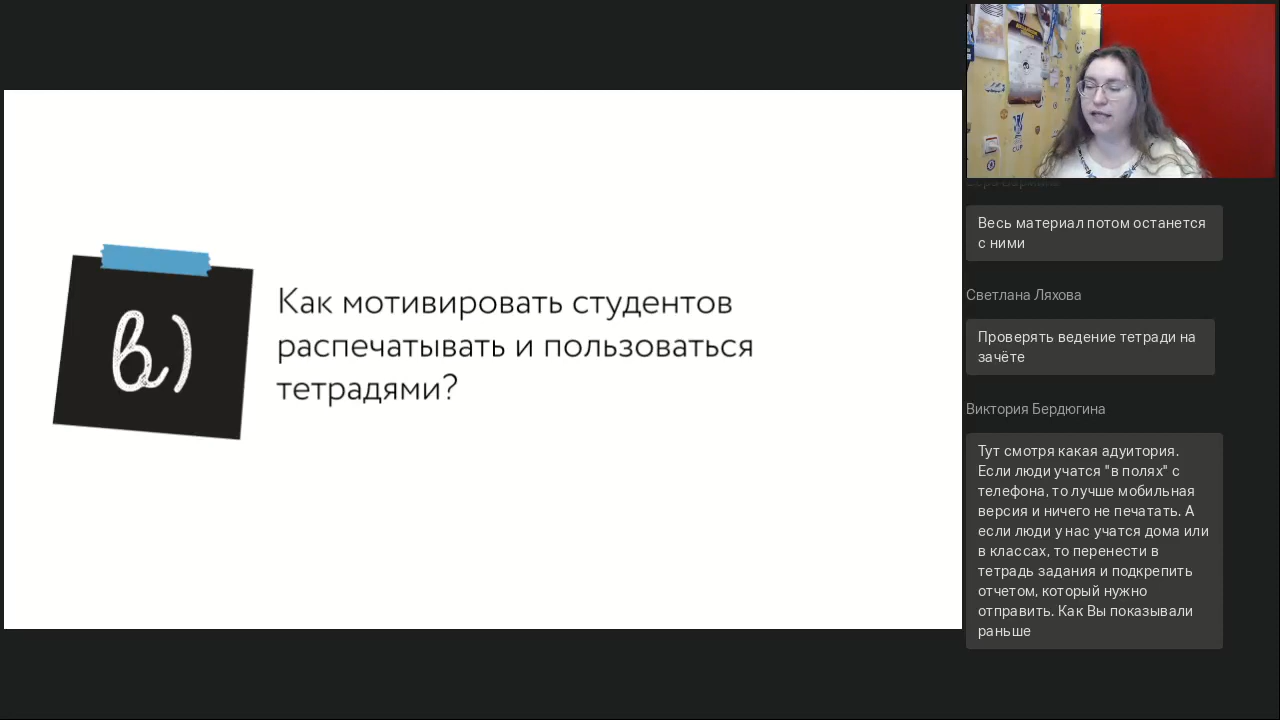 в)
Как мотивировать студентов
распечатывать и пользоваться
тетрадями?
CUP
Весь материал потом останется
с ними
Светлана Ляхова
Проверять ведение тетради на
зачёте
Виктория Бердюгина
Тут смотря какая адуитория.
Если люди учатся "в полях" с
телефона, то лучше мобильная
версия и ничего не печатать. А
если люди у нас учатся дома или
в классах, то перенести в
тетрадь задания и подкрепить
отчетом, который нужно
отправить. Как Вы показывали
раньше